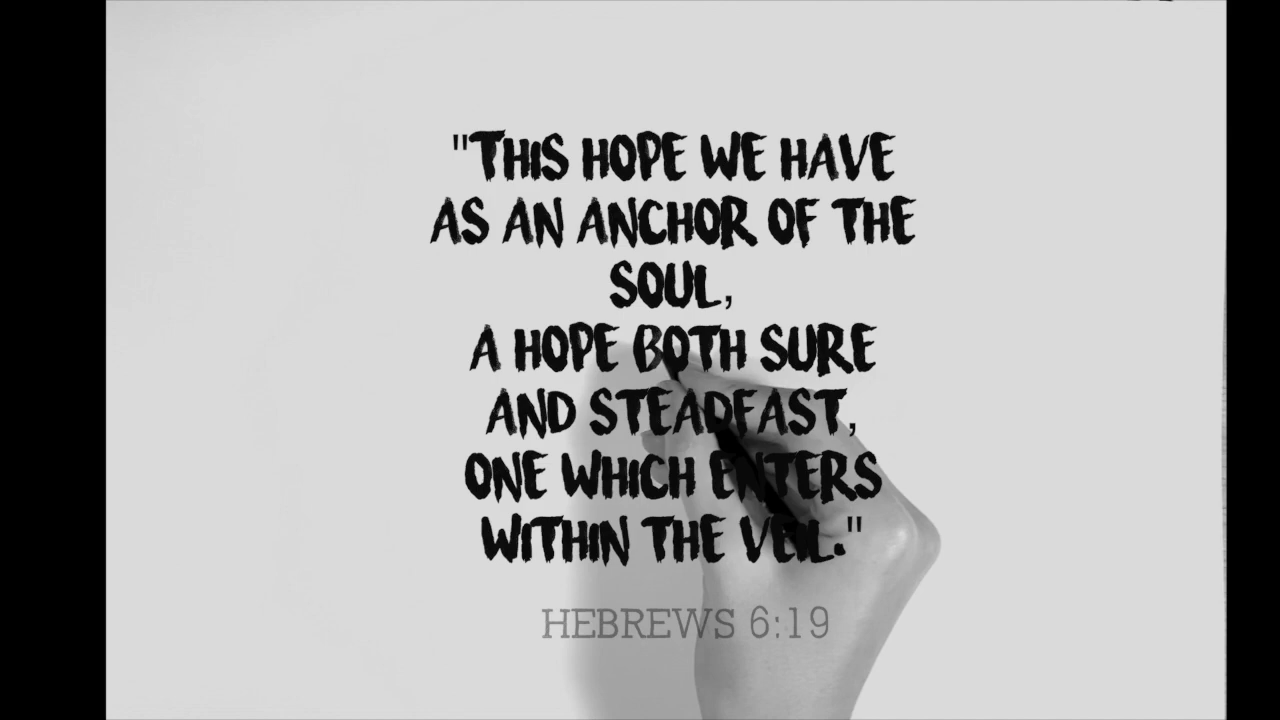 "THIS HOPE WE HAVE
AS AN ANCHOR OF THE
SOUL,
A HOPE BOTH SURE
AND STEADFAST,
ONE WHICH ENTERS
WITHIN THE VEIL."
HEBREWS 6:19